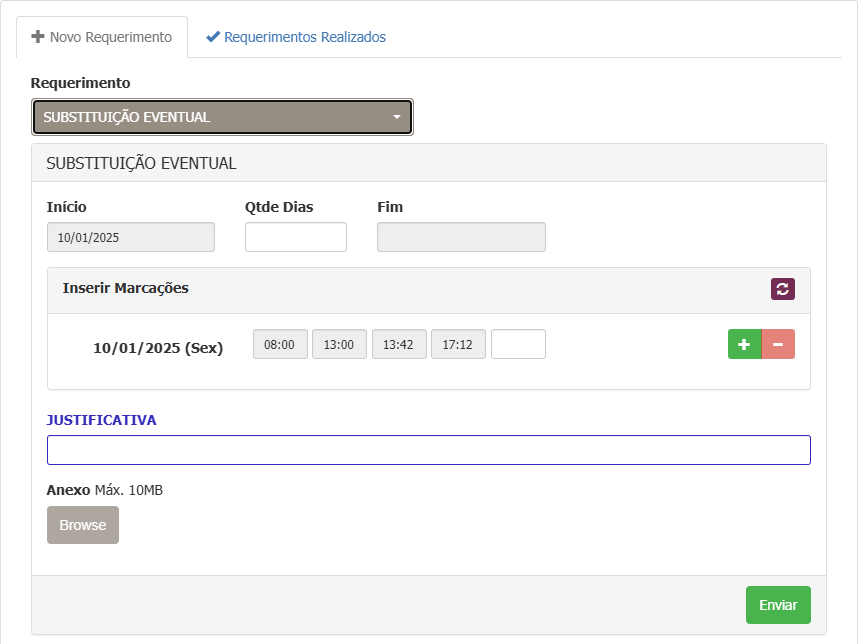 Novo Requerimento Requerimentos Realizados
Requerimento
SUBSTITUIÇÃO EVENTUAL
SUBSTITUIÇÃO EVENTUAL
Início Qtde Dias Fim
10/01/2025
Inserir Marcações
10/01/2025 (Sex) 08:00 13:00 13:42 17:12
JUSTIFICATIVA
Anexo Máx. 10MB
Browse
Enviar